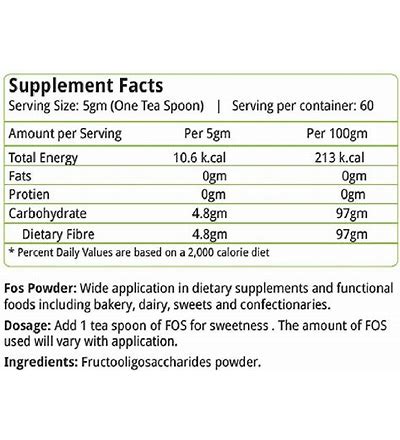 Supplement Facts
Serving Size: 5gm (One Tea Spoon) | Serving per container: 60
Amount per Serving Per 5gm Per 100gm
Total Energy 10.6 k.cal 213 k.cal
Fats 0gm 0gm
Protien 0gm 0gm
Carbohydrate 4.8gm 97gm
Dietary Fibre 4.8gm 97gm
* Percent Daily Values are based on a 2,000 calorie diet
Fos Powder: Wide application in dietary supplements and functional
foods including bakery, dairy, sweets and confectionaries.
Dosage: Add 1 tea spoon of FOS for sweetness . The amount of FOS
used will vary with application.
Ingredients: Fructooligosaccharides powder.